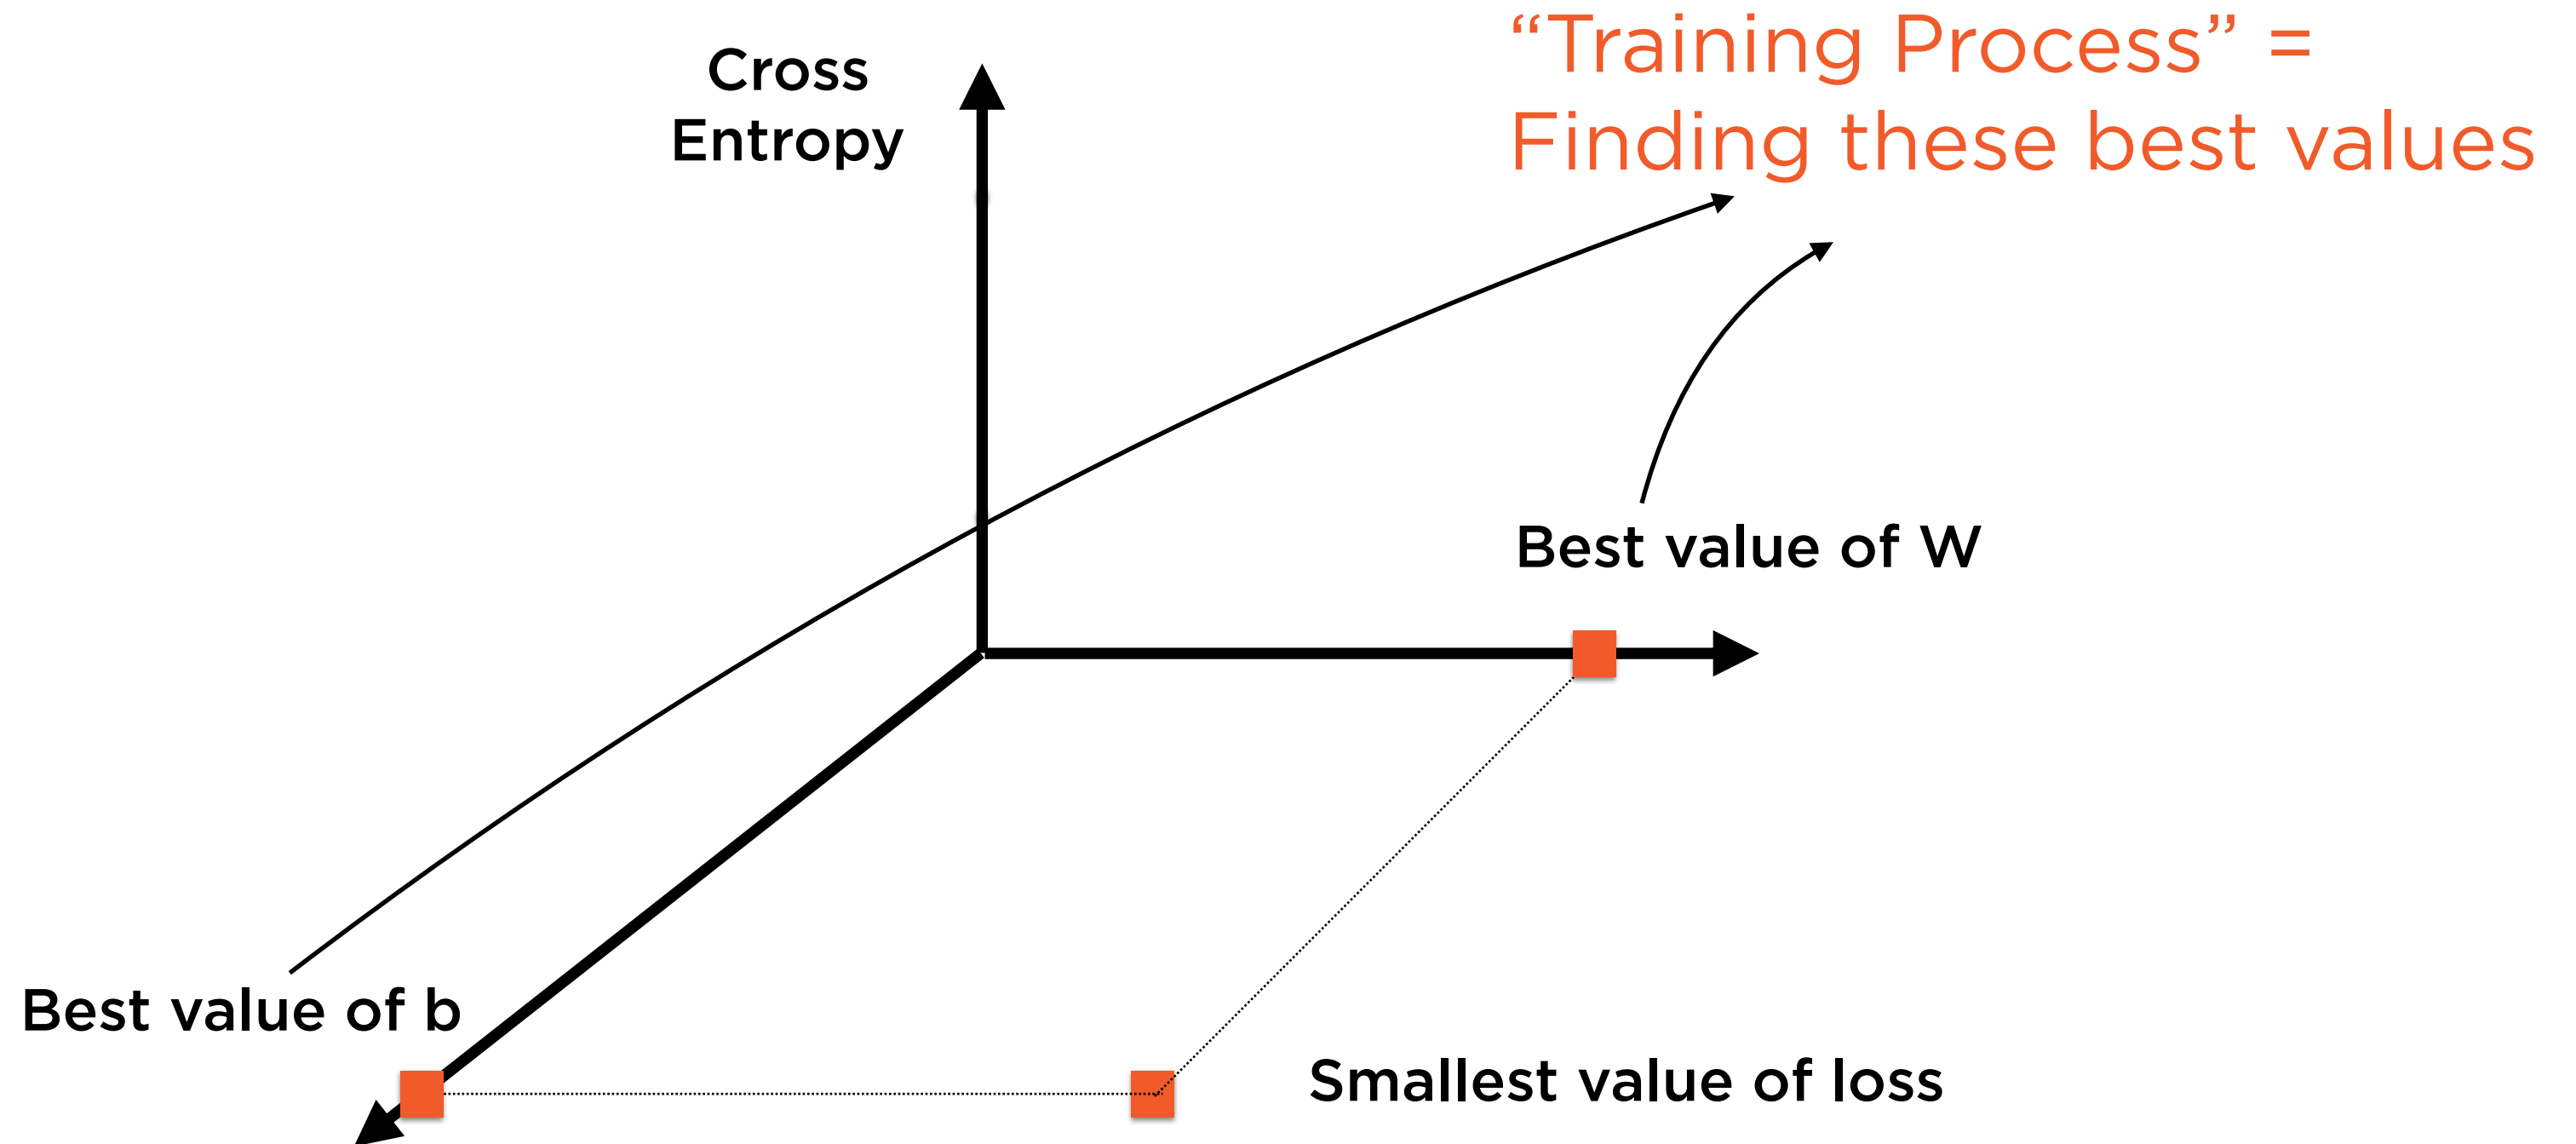 “Training Process” =
Finding these best values
Cross
Entropy
Best value of W
Best value of b
Smallest value of loss